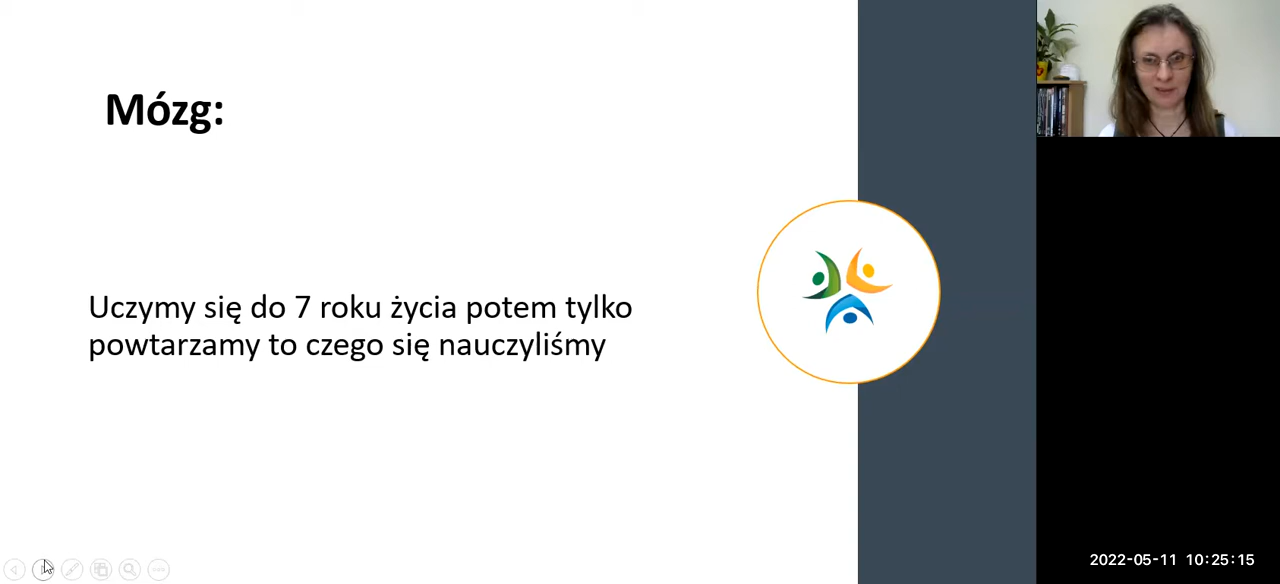 Mózg:
Uczymy się do 7 roku życia potem tylko
powtarzamy to czego się nauczyliśmy
2022-05-11 10:25:15